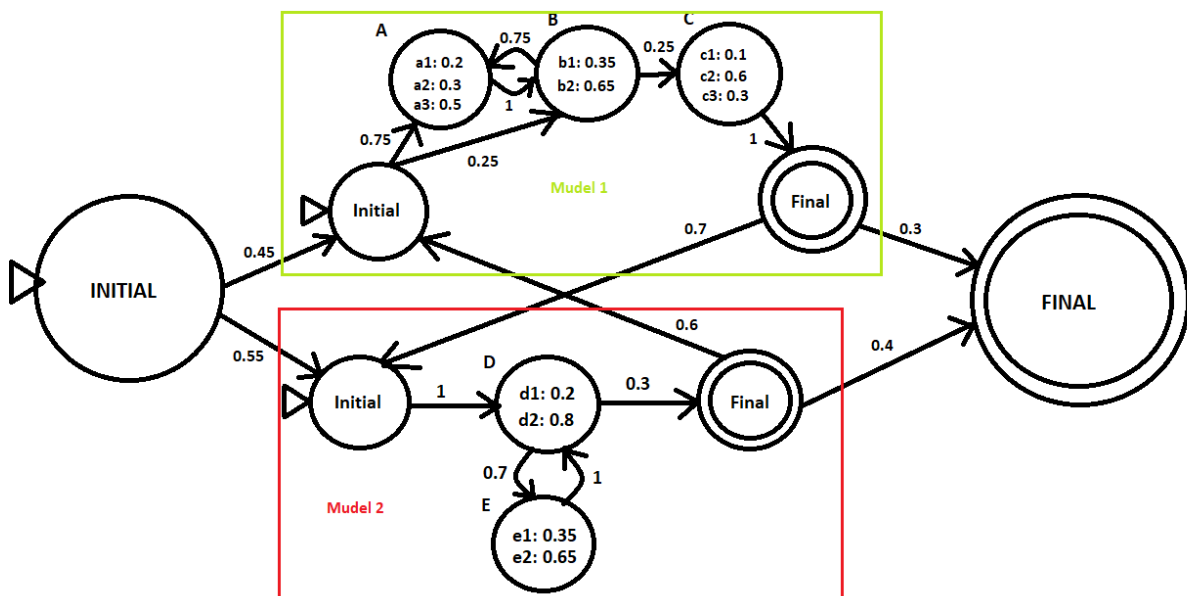 A
B
C
0.75
0.25
a1: 0.2
a2: 0.3
a3: 0.5
b1: 0.35
b2: 0.65
c1: 0.1
c2: 0.6
c3: 0.3
1
0.75
0.25
1
Mudel 1
Initial
Final
0.7
0.3
0.45
INITIAL
FINAL
0.55
0.6
0.4
D
Initial
1
d1: 0.2
d2: 0.8
0.3
Final
0.7
1
Mudel 2
E
e1: 0.35
e2: 0.65